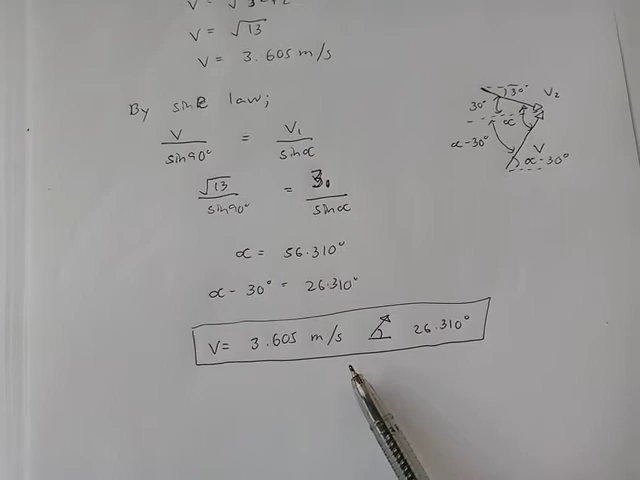 V = √13
V = 3.605 m/s
By sine law;
V / sin90° = V₁ / sinα
√13 / sin90° = 3. / sinα
α = 56.310°
α - 30° = 26.310°
V = 3.605 m/s 26.310°
30° V₂
30°
α
α-30° V
α-30°